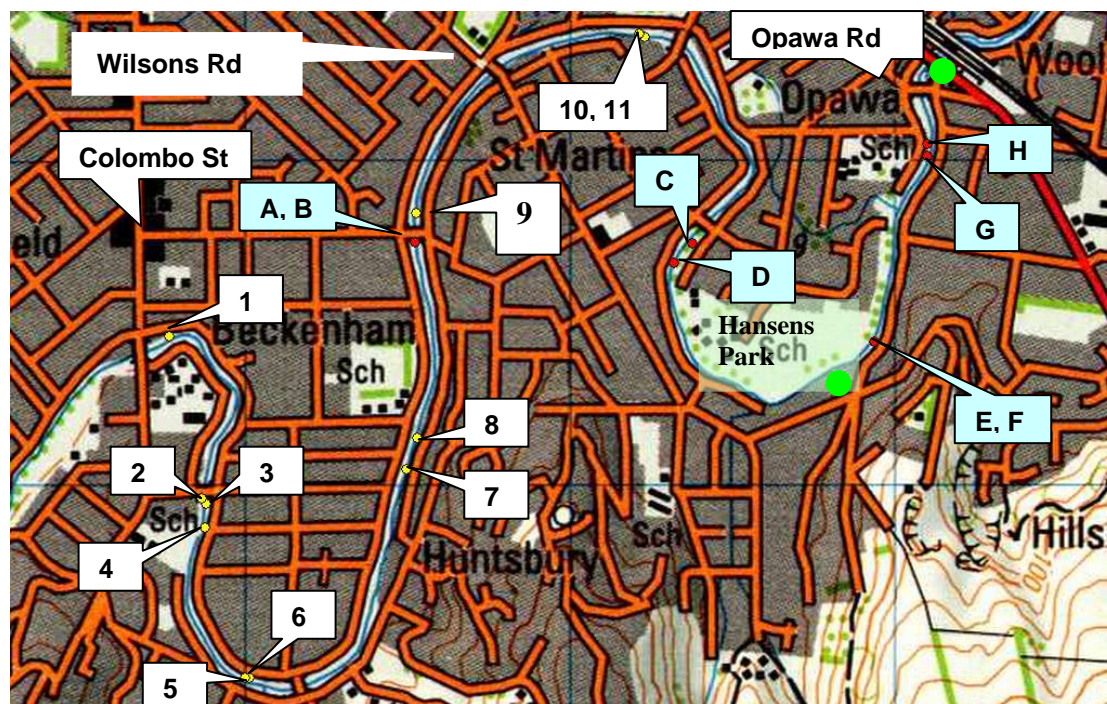 Wilsons Rd
Opawa Rd
Wool
10, 11
Opawa
Colombo St
St Martins
Sch
H
C
A, B
9
G
eld
D
1
Beckenham
Hansens
Park
Sch
Sch
E, F
8
2
3
7
Sch
Sch
Hills
4
Huntsbury
100
6
5